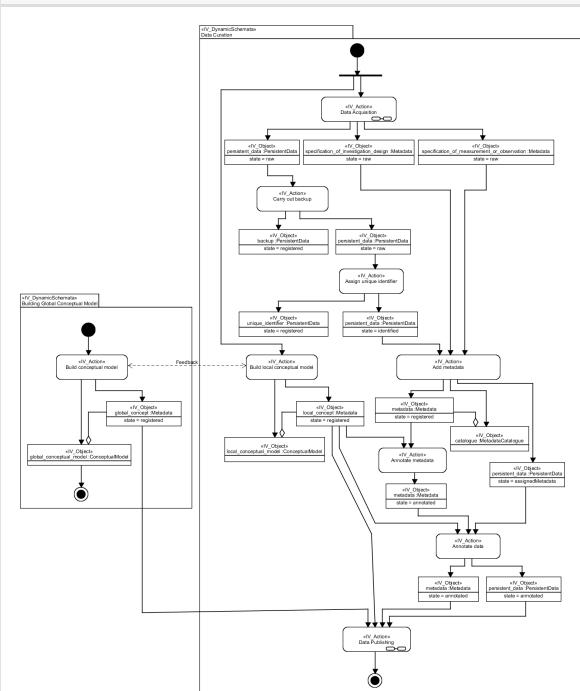 «IV_DynamicSchemata»
Data Curation
«IV_Action»
Data Acquisition
«IV_Object»
persistent_data :PersistentData
state = raw
«IV_Object»
specification_of_investigation_design :Metadata
state = raw
«IV_Object»
specification_of_measurement_or_observation :Metadata
state = raw
«IV_Action»
Carry out backup
«IV_Object»
backup :PersistentData
state = registered
«IV_Object»
persistent_data :PersistentData
state = raw
«IV_Action»
Assign unique identifier
«IV_Object»
unique_identifier :PersistentData
state = registered
«IV_Object»
persistent_data :PersistentData
state = identified
«IV_DynamicSchemata»
Building Global Conceptual Model
«IV_Action»
Build conceptual model
Feedback
«IV_Action»
Build local conceptual model
«IV_Action»
Add metadata
«IV_Object»
global_concept :Metadata
state = registered
«IV_Object»
local_concept :Metadata
state = registered
«IV_Object»
metadata :Metadata
state = registered
«IV_Object»
catalogue :MetadataCatalogue
«IV_Object»
global_conceptual_model :ConceptualModel
«IV_Object»
local_conceptual_model :ConceptualModel
«IV_Action»
Annotate metadata
«IV_Object»
persistent_data :PersistentData
state = assignedMetadata
«IV_Object»
metadata :Metadata
state = annotated
«IV_Action»
Annotate data
«IV_Object»
metadata :Metadata
state = annotated
«IV_Object»
persistent_data :PersistentData
state = annotated
«IV_Action»
Data Publishing